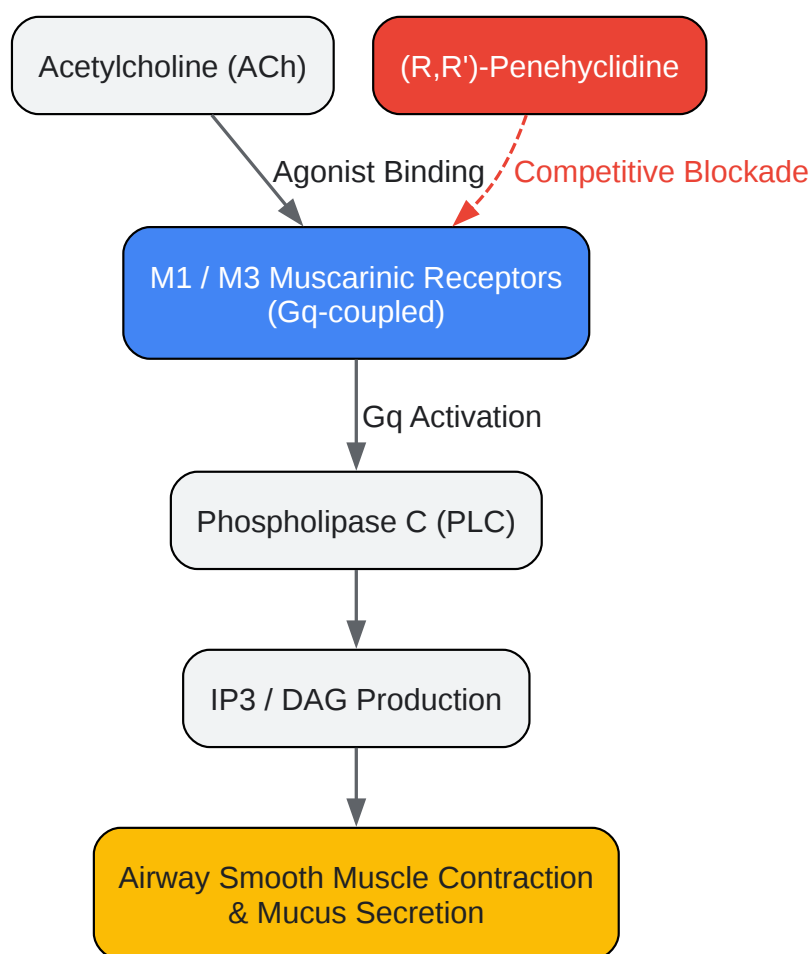 Acetylcholine (ACh)
(R,R')-Penehyclidine
Agonist Binding
Competitive Blockade
M1 / M3 Muscarinic Receptors
(Gq-coupled)
Gq Activation
Phospholipase C (PLC)
IP3 / DAG Production
Airway Smooth Muscle Contraction
& Mucus Secretion